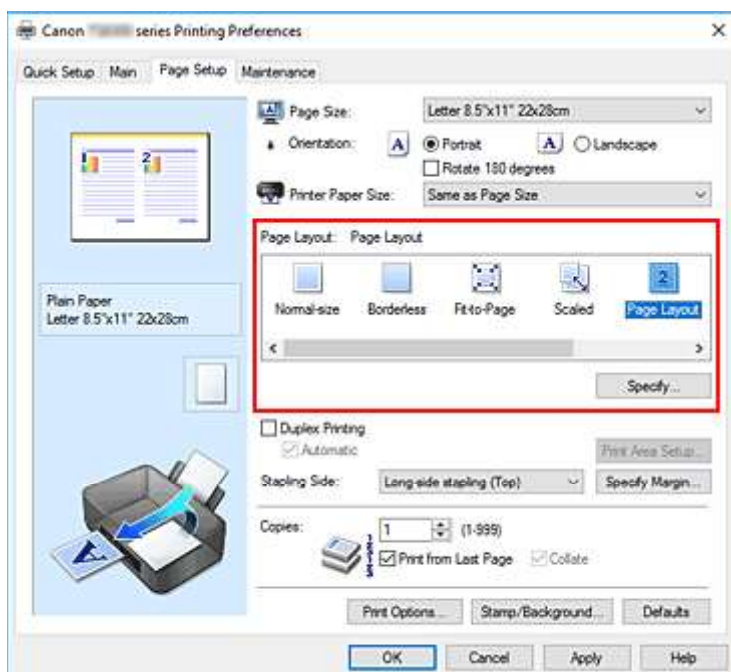 Canon series Printing Preferences
Quick Setup Main Page Setup Maintenance
1 2
Plain Paper
Letter 8.5"x11" 22x28cm
Page Size: Letter 8.5"x11" 22x28cm
Orientation: A Portrait A Landscape
Rotate 180 degrees
Printer Paper Size: Same as Page Size
Page Layout: Page Layout
2
Normal-size Borderless Fit-to-Page Scaled Page Layout
Specify...
Duplex Printing
Automatic Print Area Setup...
Stapling Side: Long-side stapling (Top) Specify Margin...
Copies: 1 (1-999)
Print from Last Page Collate
Print Options... Stamp/Background... Defaults
OK Cancel Apply Help